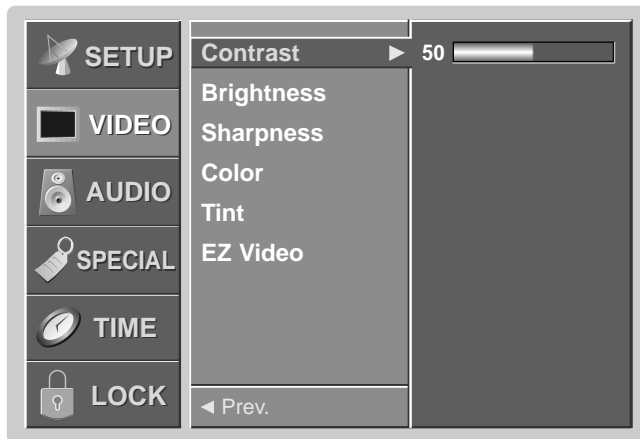 SETUP
VIDEO
AUDIO
SPECIAL
TIME
LOCK
Contrast ► 50
Brightness
Sharpness
Color
Tint
EZ Video
◄ Prev.